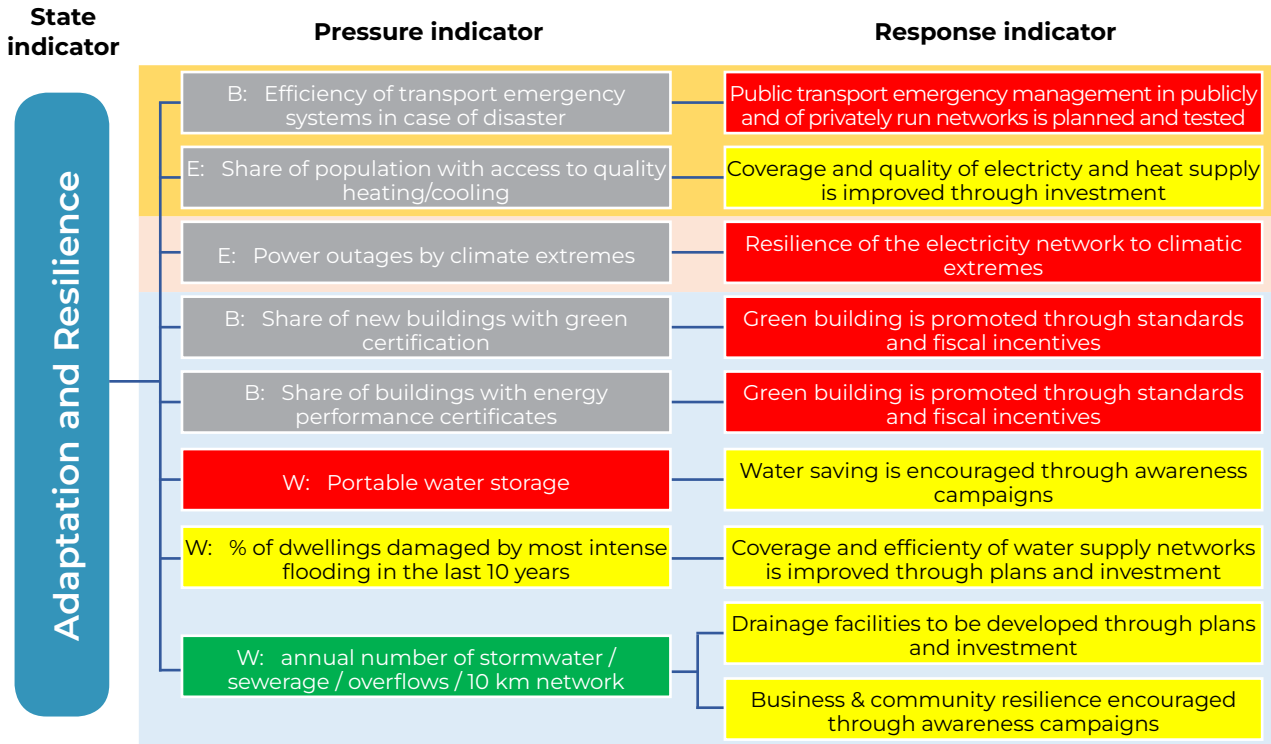 State
indicator
Pressure indicator
Response indicator
Adaptation and Resilience
B: Efficiency of transport emergency
systems in case of disaster
Public transport emergency management in publicly
and of privately run networks is planned and tested
E: Share of population with access to quality
heating/cooling
Coverage and quality of electricty and heat supply
is improved through investment
E: Power outages by climate extremes
Resilience of the electricity network to climatic
extremes
B: Share of new buildings with green
certification
Green building is promoted through standards
and fiscal incentives
B: Share of buildings with energy
performance certificates
Green building is promoted through standards
and fiscal incentives
W: Portable water storage
Water saving is encouraged through awareness
campaigns
W: % of dwellings damaged by most intense
flooding in the last 10 years
Coverage and efficienty of water supply networks
is improved through plans and investment
W: annual number of stormwater /
sewerage / overflows / 10 km network
Drainage facilities to be developed through plans
and investment
Business & community resilience encouraged
through awareness campaigns